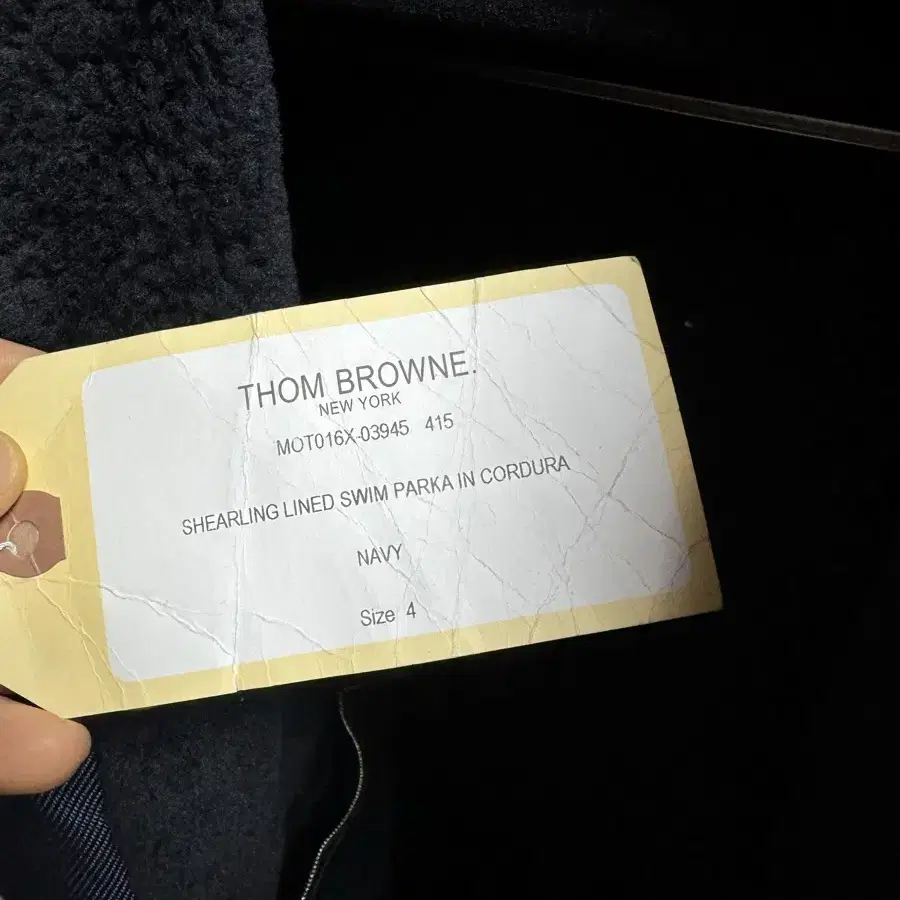 THOM BROWNE.
NEW YORK
MOT016X-03945 415
SHEARLING LINED SWIM PARKA IN CORDURA
NAVY
Size 4